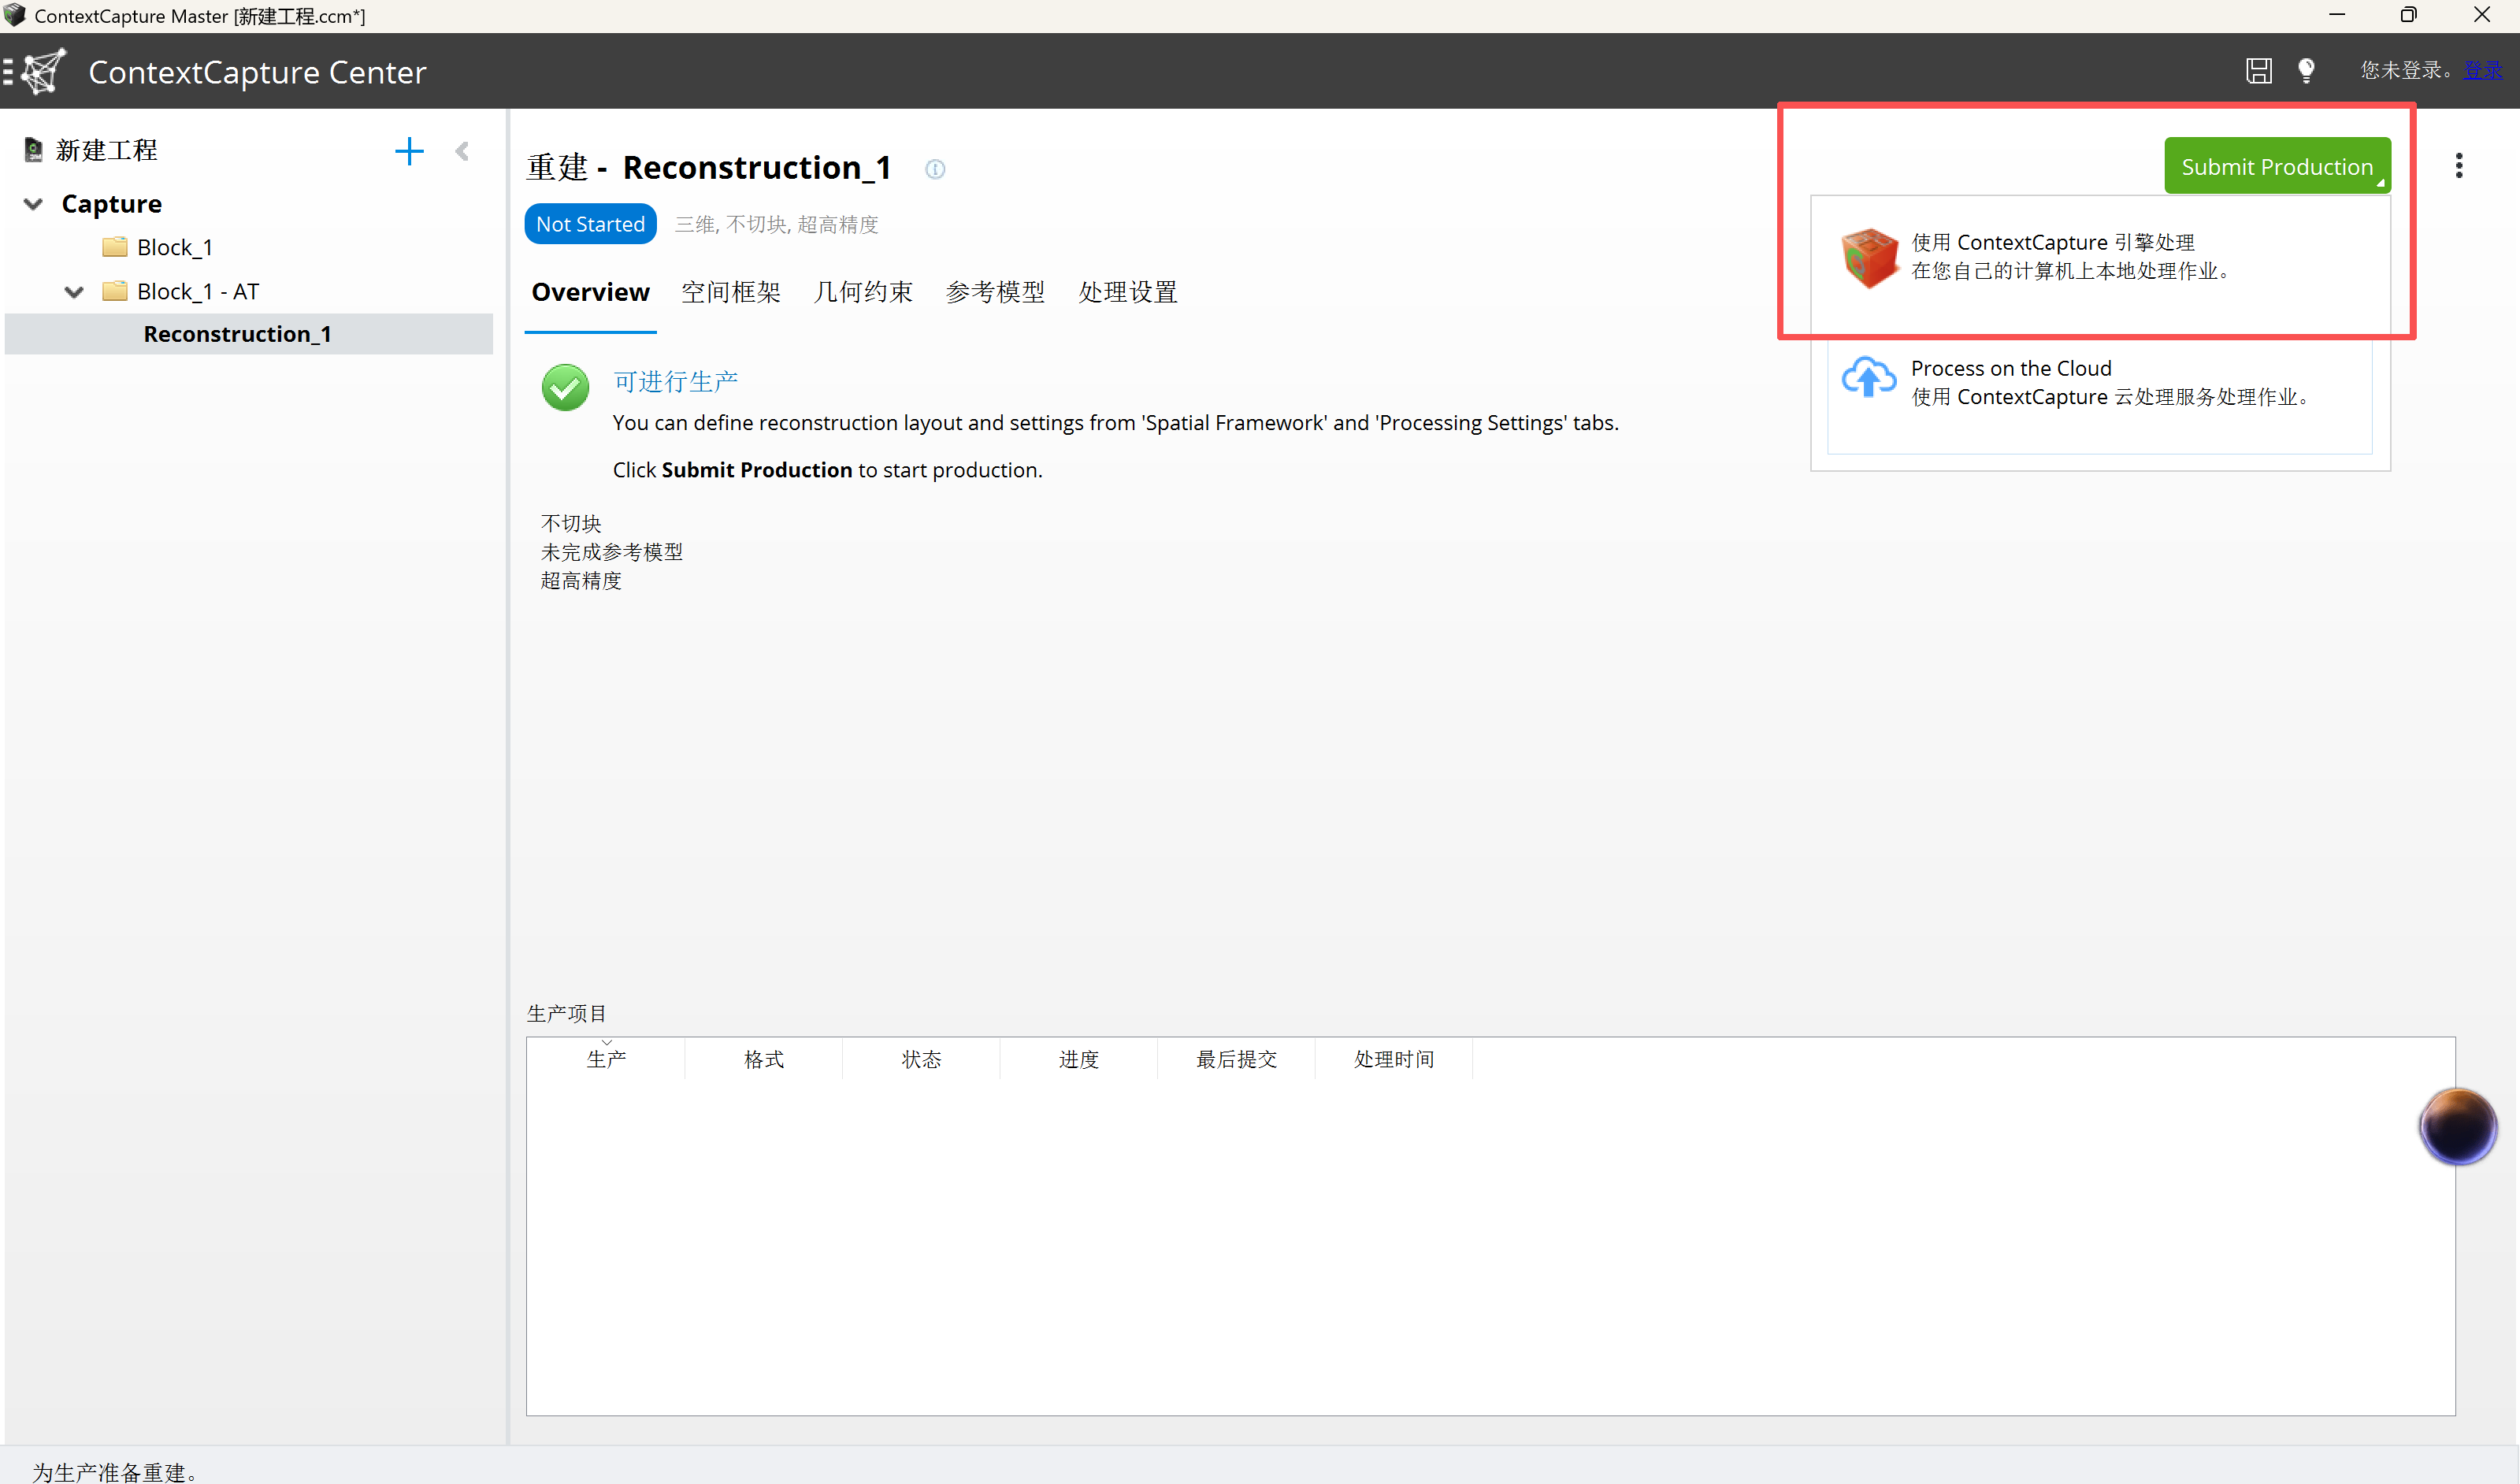 ContextCapture Master [新建工程.ccm*]
ContextCapture Center
您未登录。登录
新建工程
Capture
Block_1
Block_1 - AT
Reconstruction_1
重建 - Reconstruction_1
Submit Production
Not Started
三维, 不切块, 超高精度
使用 ContextCapture 引擎处理
在您自己的计算机上本地处理作业。
Process on the Cloud
使用 ContextCapture 云处理服务处理作业。
Overview
空间框架
几何约束
参考模型
处理设置
可进行生产
You can define reconstruction layout and settings from 'Spatial Framework' and 'Processing Settings' tabs.
Click Submit Production to start production.
不切块
未完成参考模型
超高精度
生产项目
生产
格式
状态
进度
最后提交
处理时间
为生产准备重建。